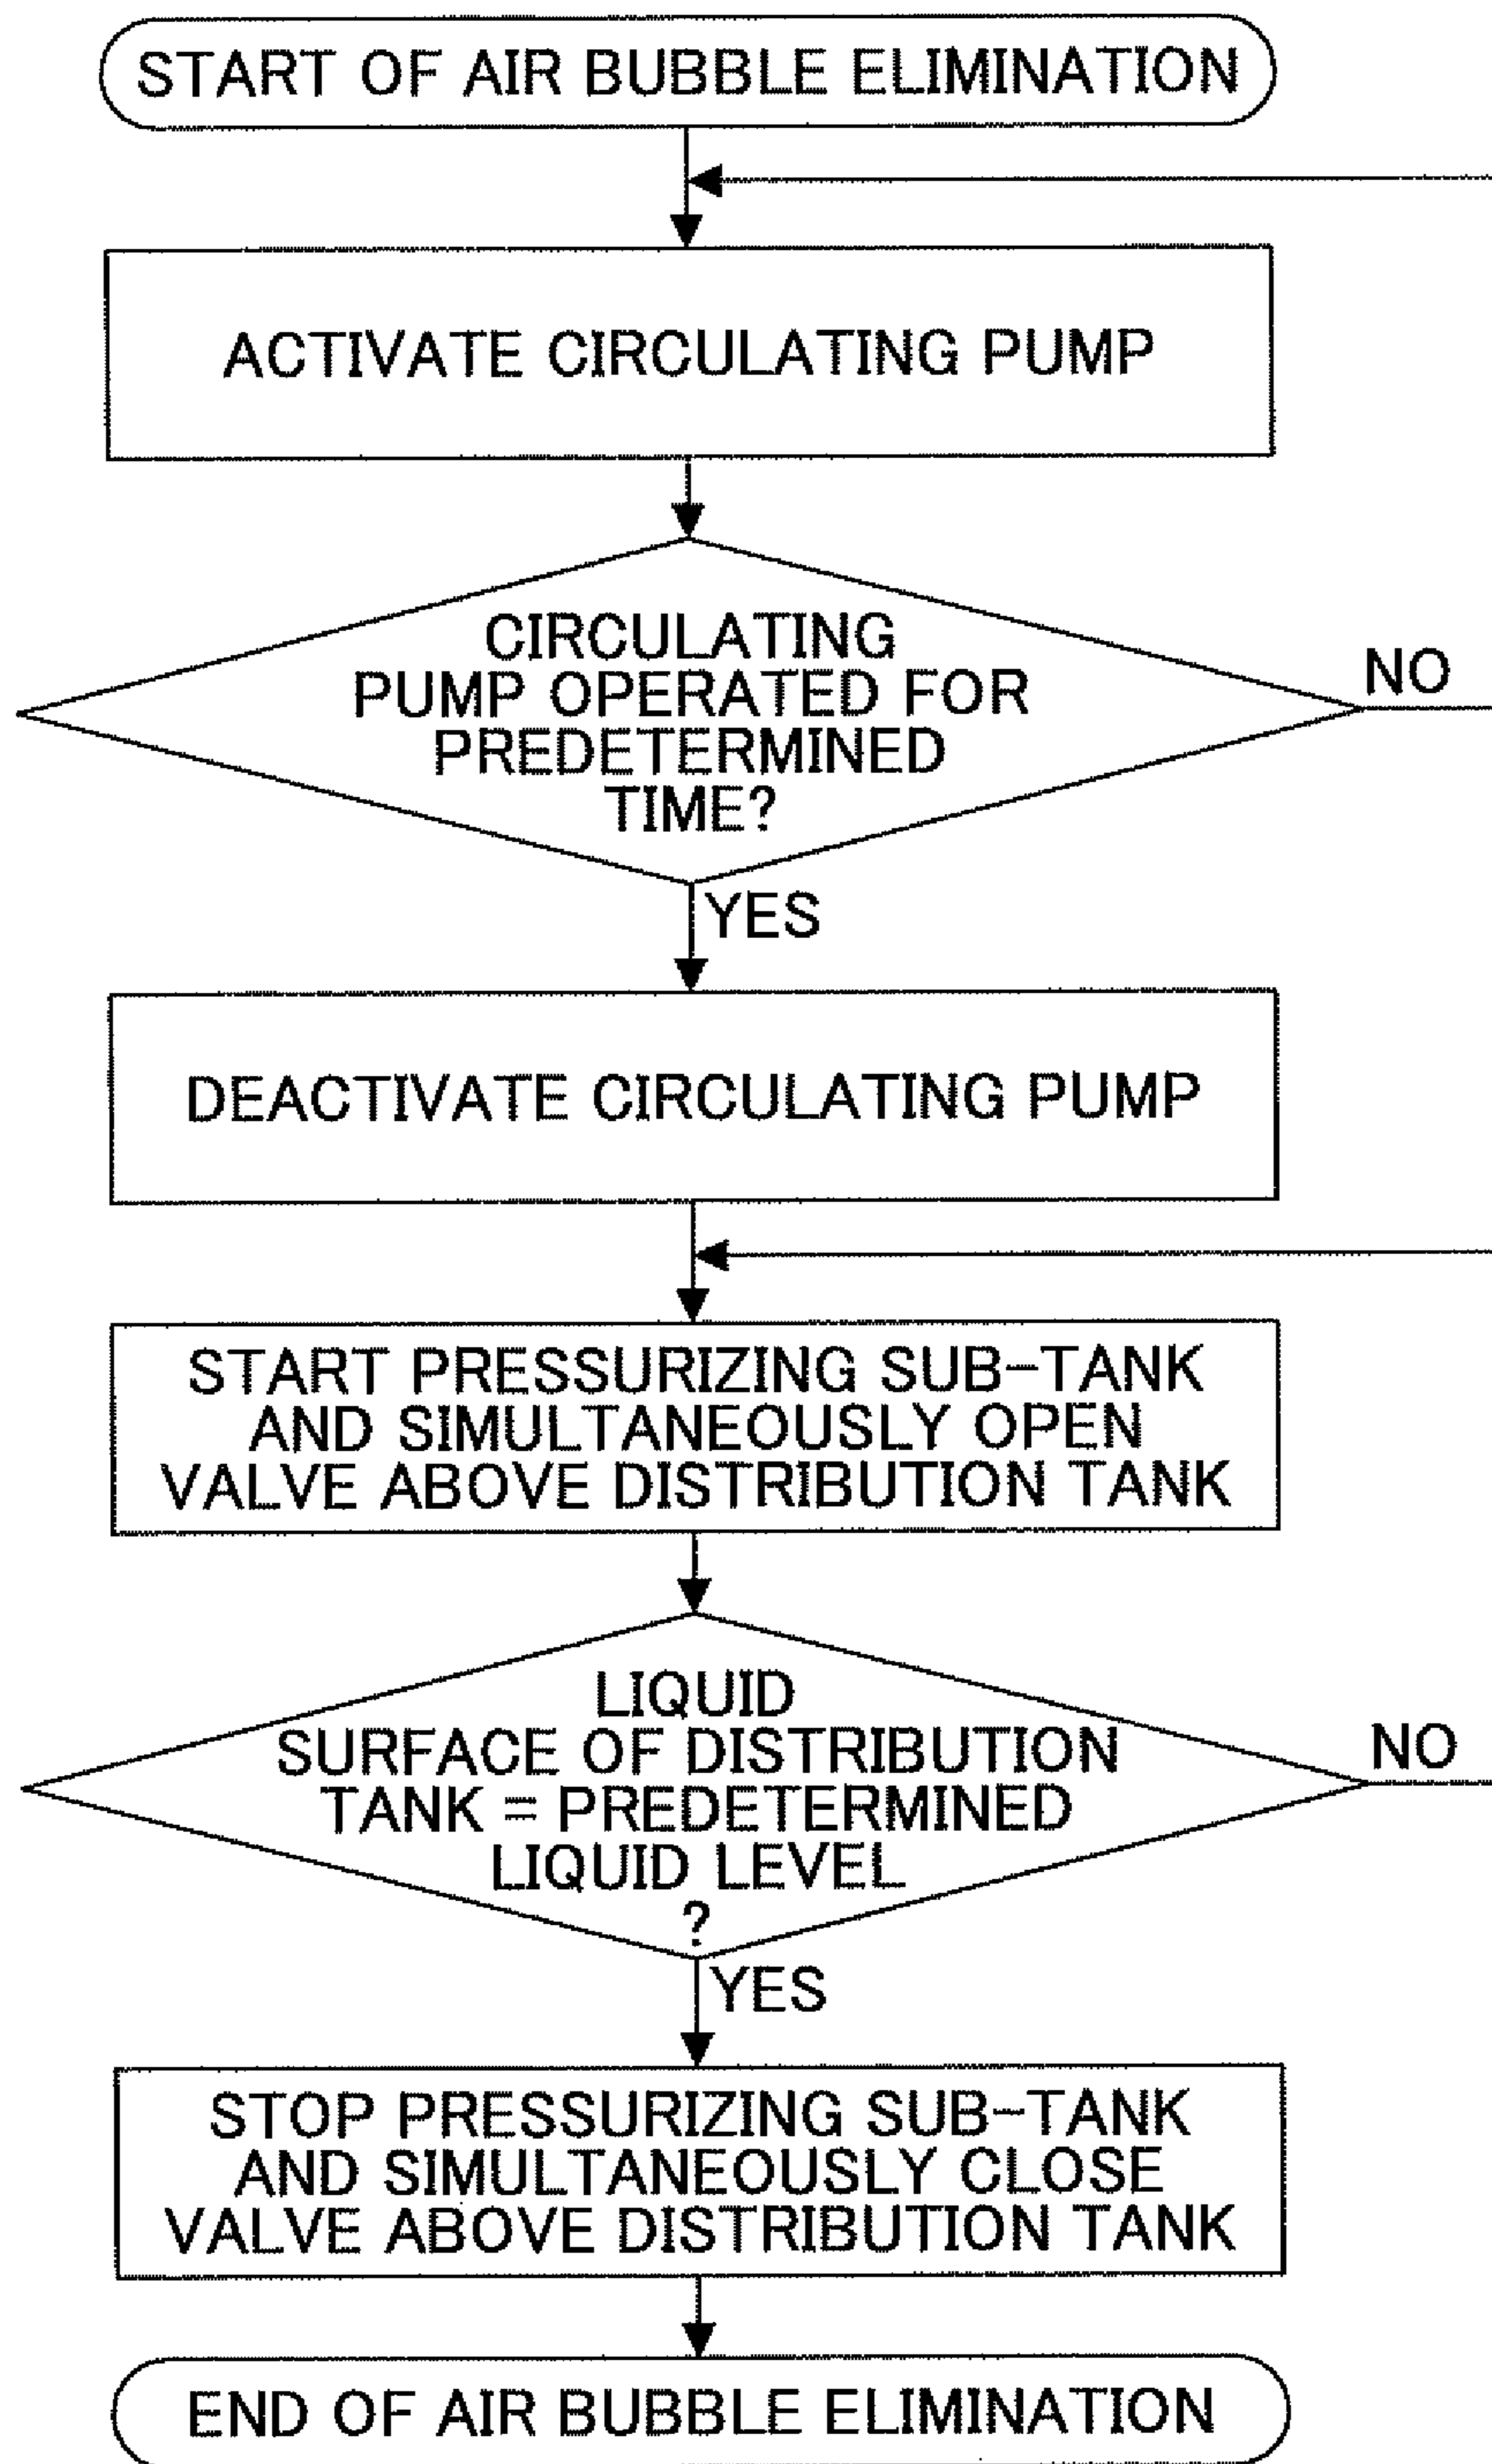 START OF AIR BUBBLE ELIMINATION
ACTIVATE CIRCULATING PUMP
CIRCULATING
PUMP OPERATED FOR
PREDETERMINED
TIME?
NO
YES
DEACTIVATE CIRCULATING PUMP
START PRESSURIZING SUB-TANK
AND SIMULTANEOUSLY OPEN
VALVE ABOVE DISTRIBUTION TANK
LIQUID
SURFACE OF DISTRIBUTION
TANK = PREDETERMINED
LIQUID LEVEL
?
NO
YES
STOP PRESSURIZING SUB-TANK
AND SIMULTANEOUSLY CLOSE
VALVE ABOVE DISTRIBUTION TANK
END OF AIR BUBBLE ELIMINATION